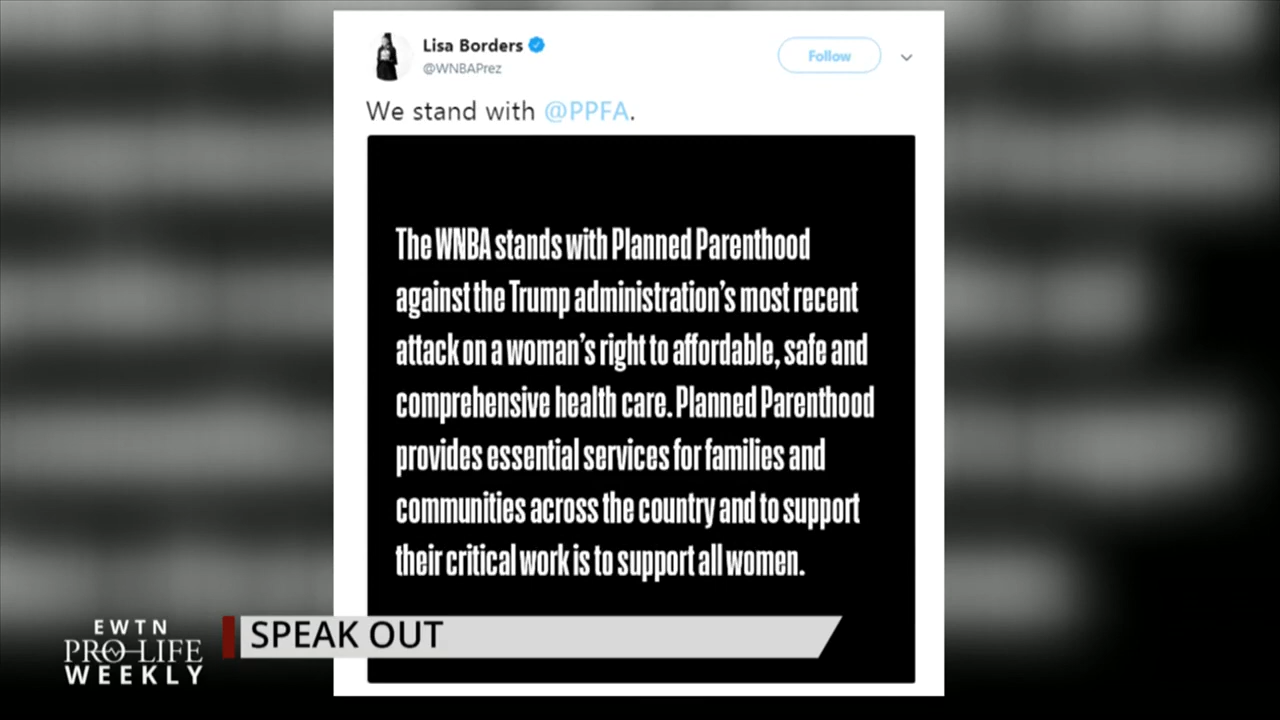 Lisa Borders
@WNBAPrez
Follow
We stand with @PPFA.
The WNBA stands with Planned Parenthood
against the Trump administration’s most recent
attack on a woman’s right to affordable, safe and
comprehensive health care. Planned Parenthood
provides essential services for families and
communities across the country and to support
their critical work is to support all women.
EWTN
PRO-LIFE
WEEKLY
SPEAK OUT